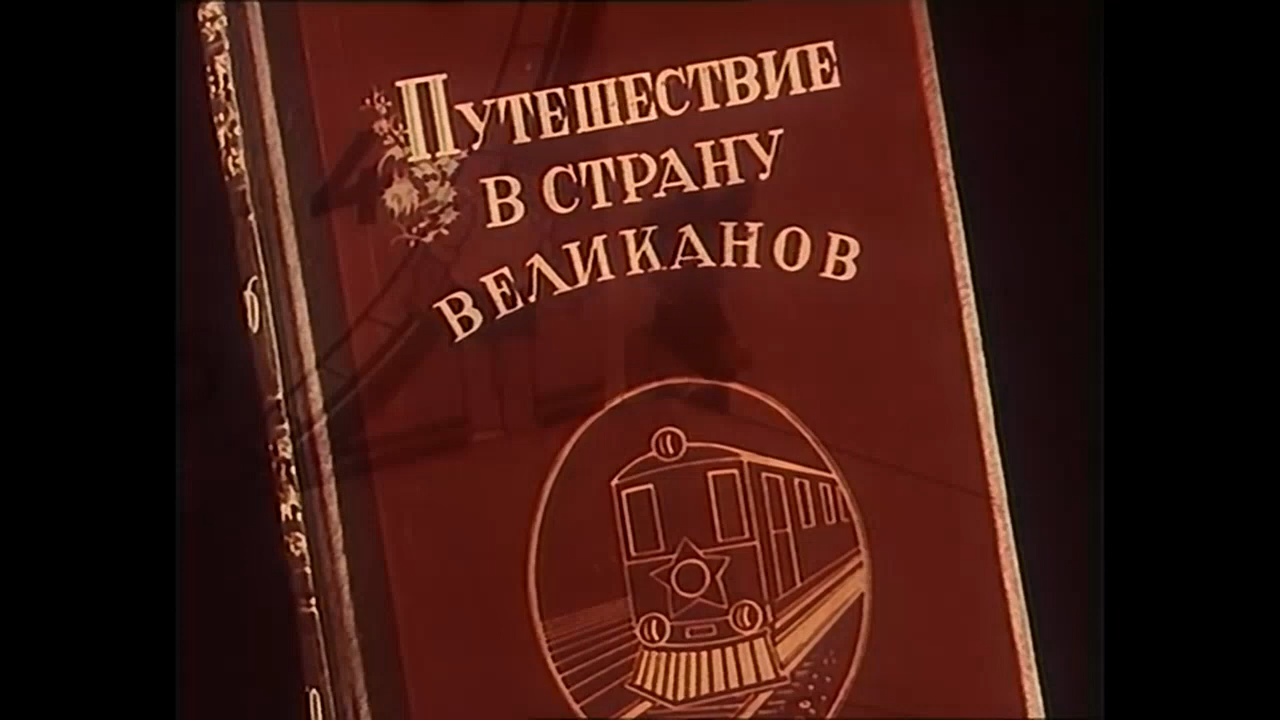 Путешествие
в страну
великанов